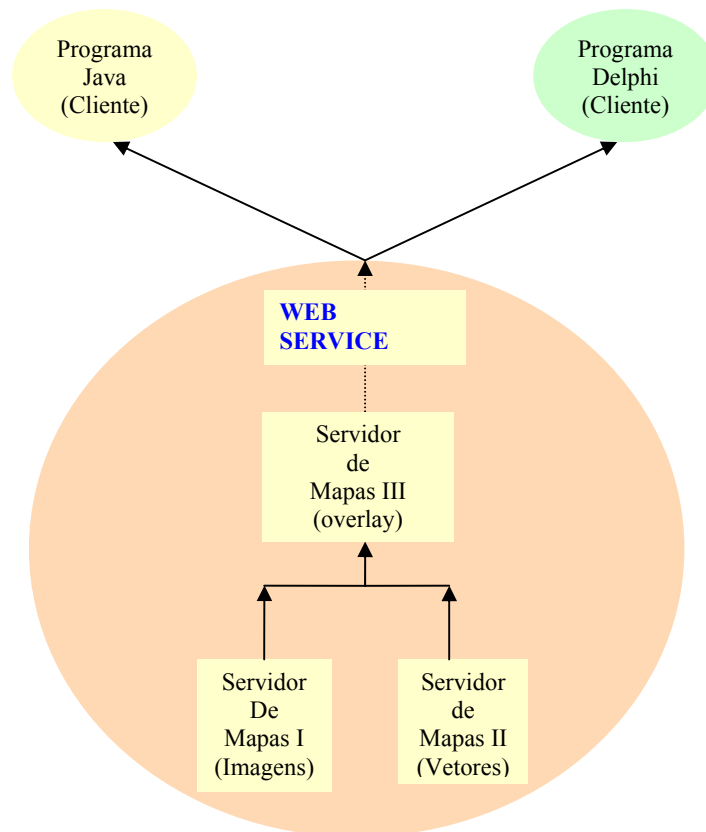 Programa
Java
(Cliente)
Programa
Delphi
(Cliente)
WEB
SERVICE
Servidor
de
Mapas III
(overlay)
Servidor
De
Mapas I
(Imagens)
Servidor
de
Mapas II
(Vetores)